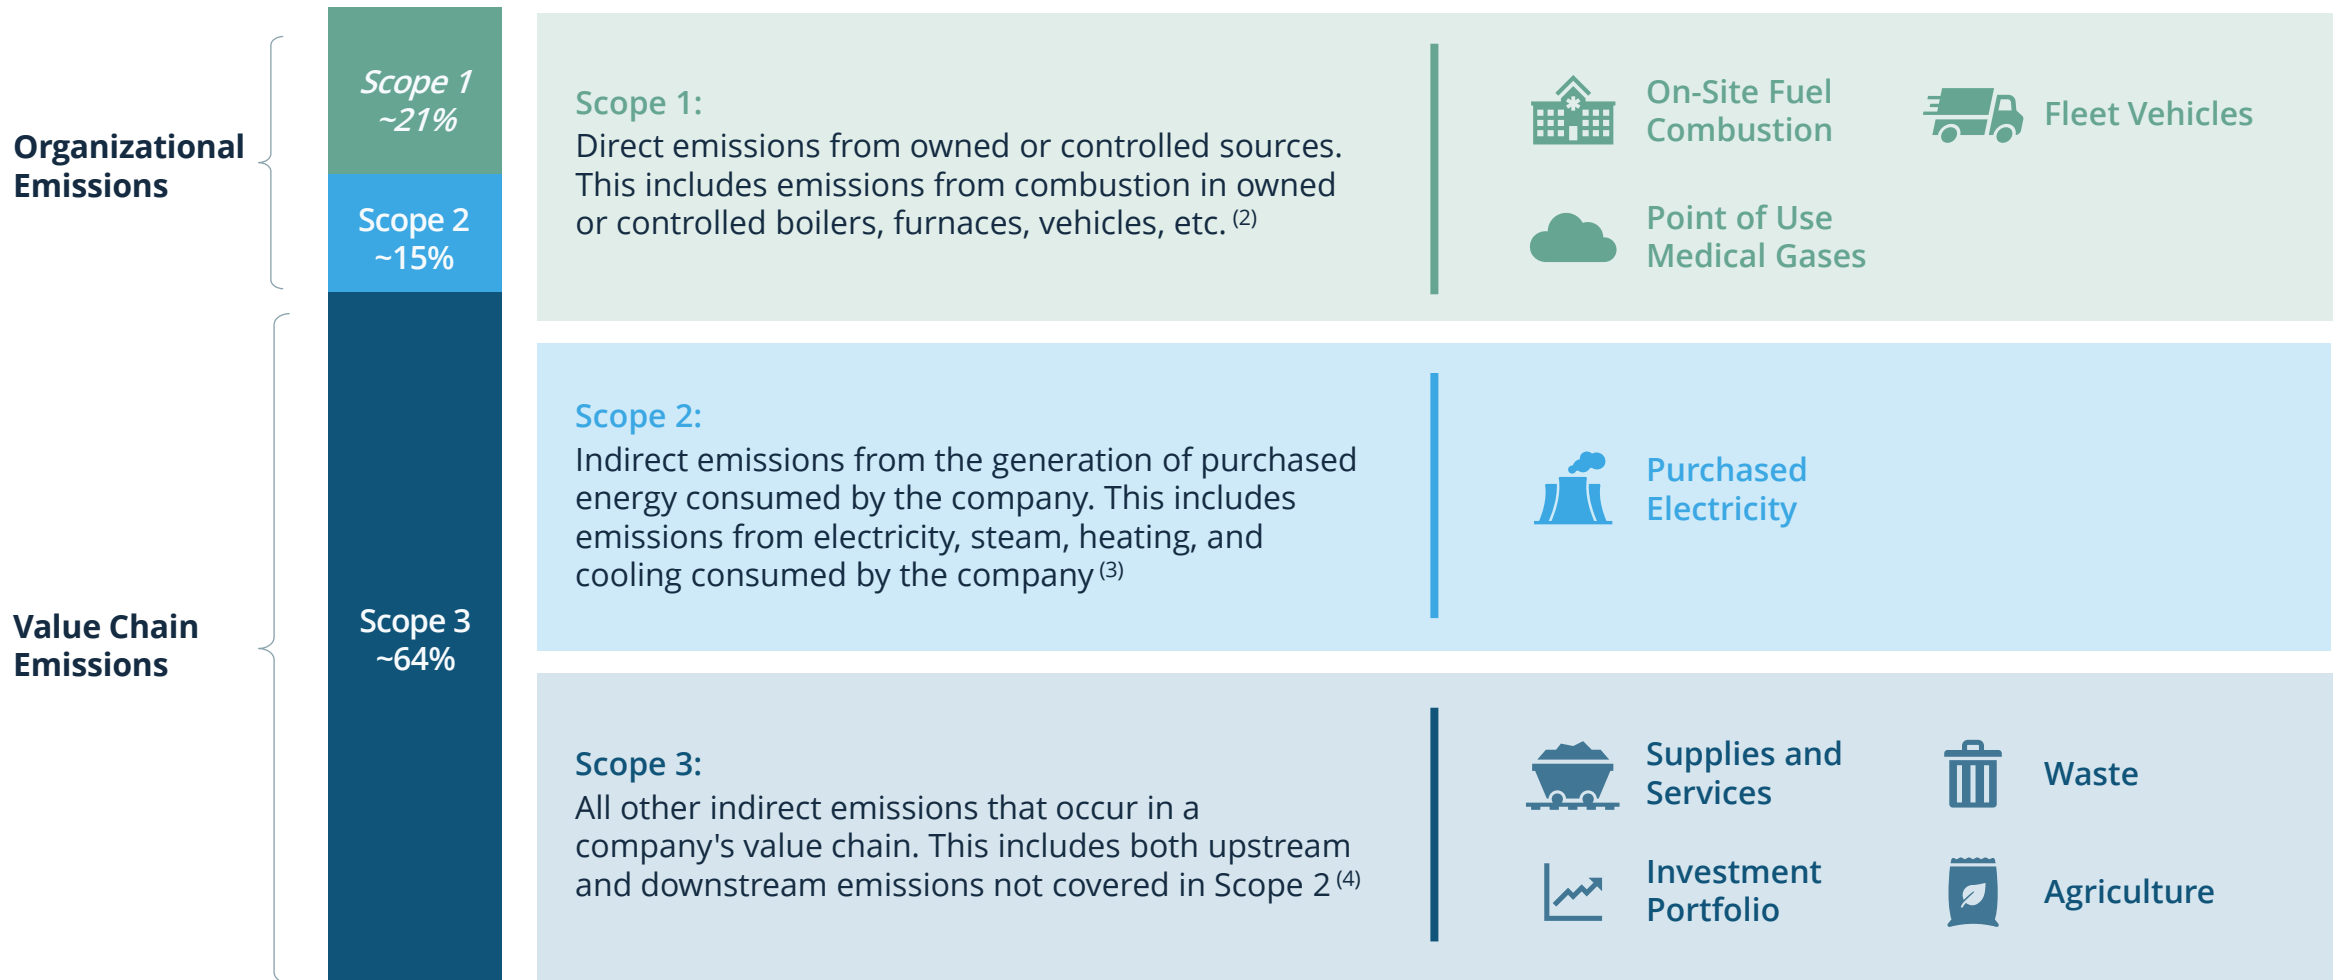 Organizational
Emissions
Scope 1
~21%
Scope 2
~15%
Value Chain
Emissions
Scope 3
~64%
Scope 1:
Direct emissions from owned or controlled sources.
This includes emissions from combustion in owned
or controlled boilers, furnaces, vehicles, etc. (2)
On-Site Fuel
Combustion
Fleet Vehicles
Point of Use
Medical Gases
Scope 2:
Indirect emissions from the generation of purchased
energy consumed by the company. This includes
emissions from electricity, steam, heating, and
cooling consumed by the company (3)
Purchased
Electricity
Scope 3:
All other indirect emissions that occur in a
company's value chain. This includes both upstream
and downstream emissions not covered in Scope 2 (4)
Supplies and
Services
Waste
Investment
Portfolio
Agriculture